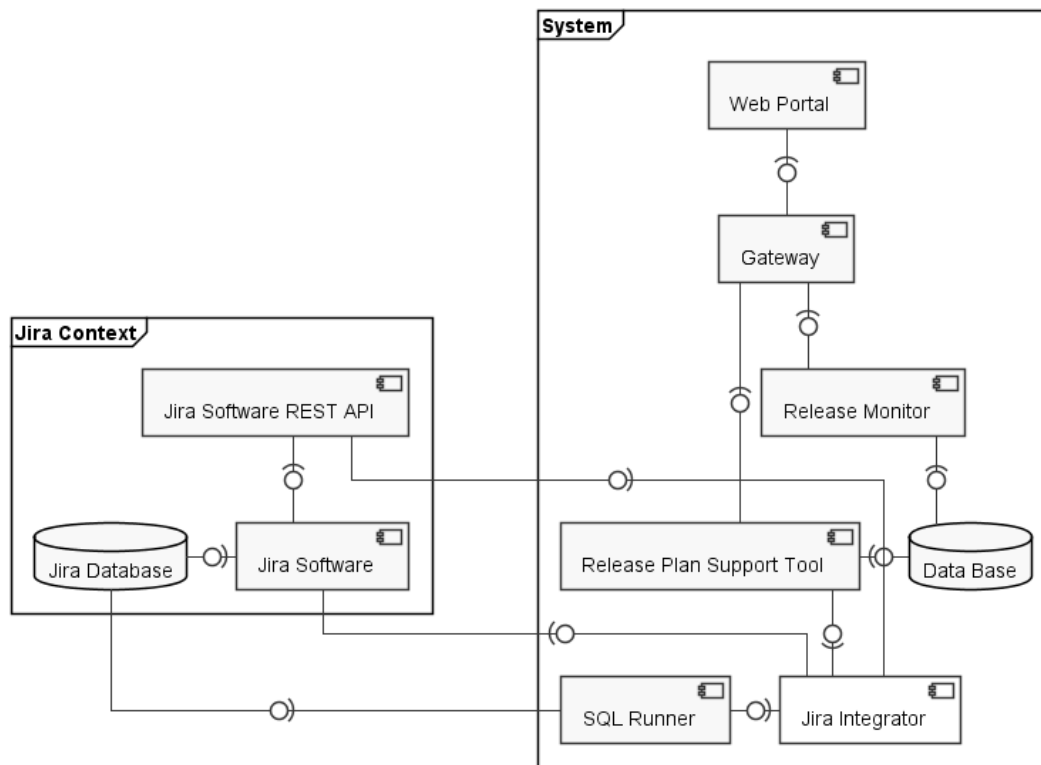 System
Web Portal
Gateway
Jira Context
Jira Software REST API
Release Monitor
Jira Database
Jira Software
Release Plan Support Tool
Data Base
SQL Runner
Jira Integrator